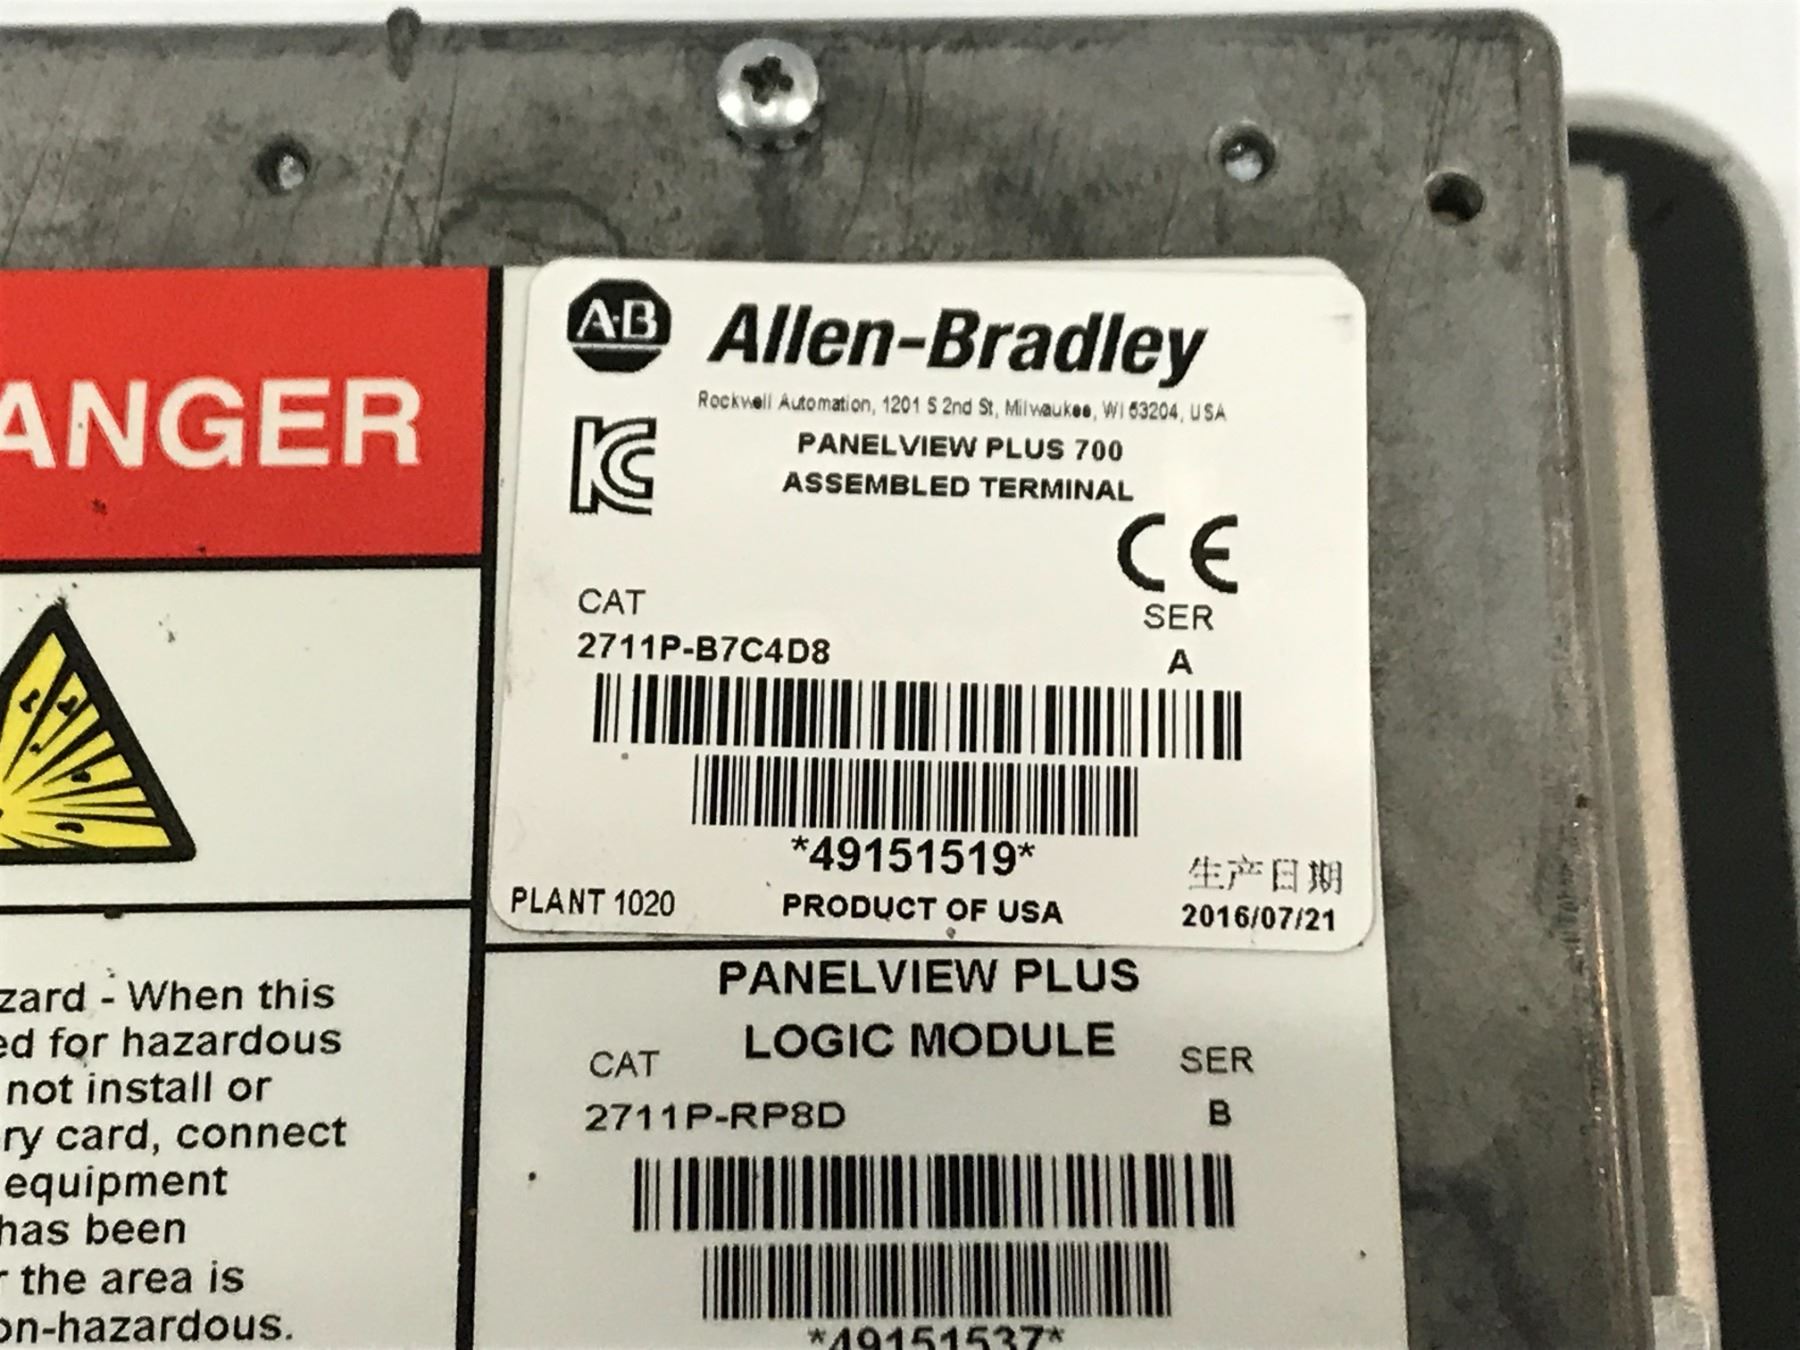 ANGER
zard - When this
ed for hazardous
not install or
ry card, connect
equipment
has been
r the area is
on-hazardous.
A·B
Allen-Bradley
Rockwell Automation, 1201 S 2nd St, Milwaukee, WI 53204, USA
PANELVIEW PLUS 700
ASSEMBLED TERMINAL
CE
CAT
SER
2711P-B7C4D8
A
*49151519*
生产日期
PLANT 1020
PRODUCT OF USA
2016/07/21
PANELVIEW PLUS
LOGIC MODULE
CAT
SER
2711P-RP8D
B
*49151537*